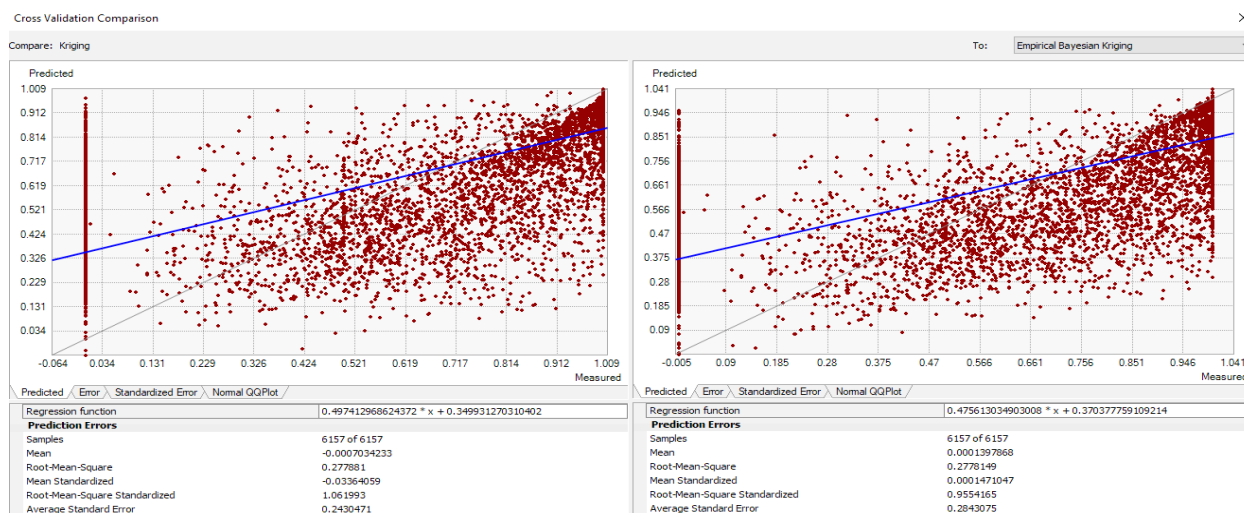 Cross Validation Comparison
Compare: Kriging
To: Empirical Bayesian Kriging
Predicted
1.009
0.912
0.814
0.717
0.619
0.521
0.424
0.326
0.229
0.131
0.034
-0.064 0.034 0.131 0.229 0.326 0.424 0.521 0.619 0.717 0.814 0.912 1.009
Measured
Predicted Error Standardized Error Normal QQPlot
Regression function 0.497412968624372 * x + 0.349931270310402
Prediction Errors
Samples 6157 of 6157
Mean -0.0007034233
Root-Mean-Square 0.277881
Mean Standardized -0.03364059
Root-Mean-Square Standardized 1.061993
Average Standard Error 0.2430471
Predicted
1.041
0.946
0.851
0.756
0.661
0.566
0.47
0.375
0.28
0.185
0.09
-0.005 0.09 0.185 0.28 0.375 0.47 0.566 0.661 0.756 0.851 0.946 1.041
Measured
Predicted Error Standardized Error Normal QQPlot
Regression function 0.475613034903008 * x + 0.370377759109214
Prediction Errors
Samples 6157 of 6157
Mean 0.0001397868
Root-Mean-Square 0.2778149
Mean Standardized 0.0001471047
Root-Mean-Square Standardized 0.9554165
Average Standard Error 0.2843075